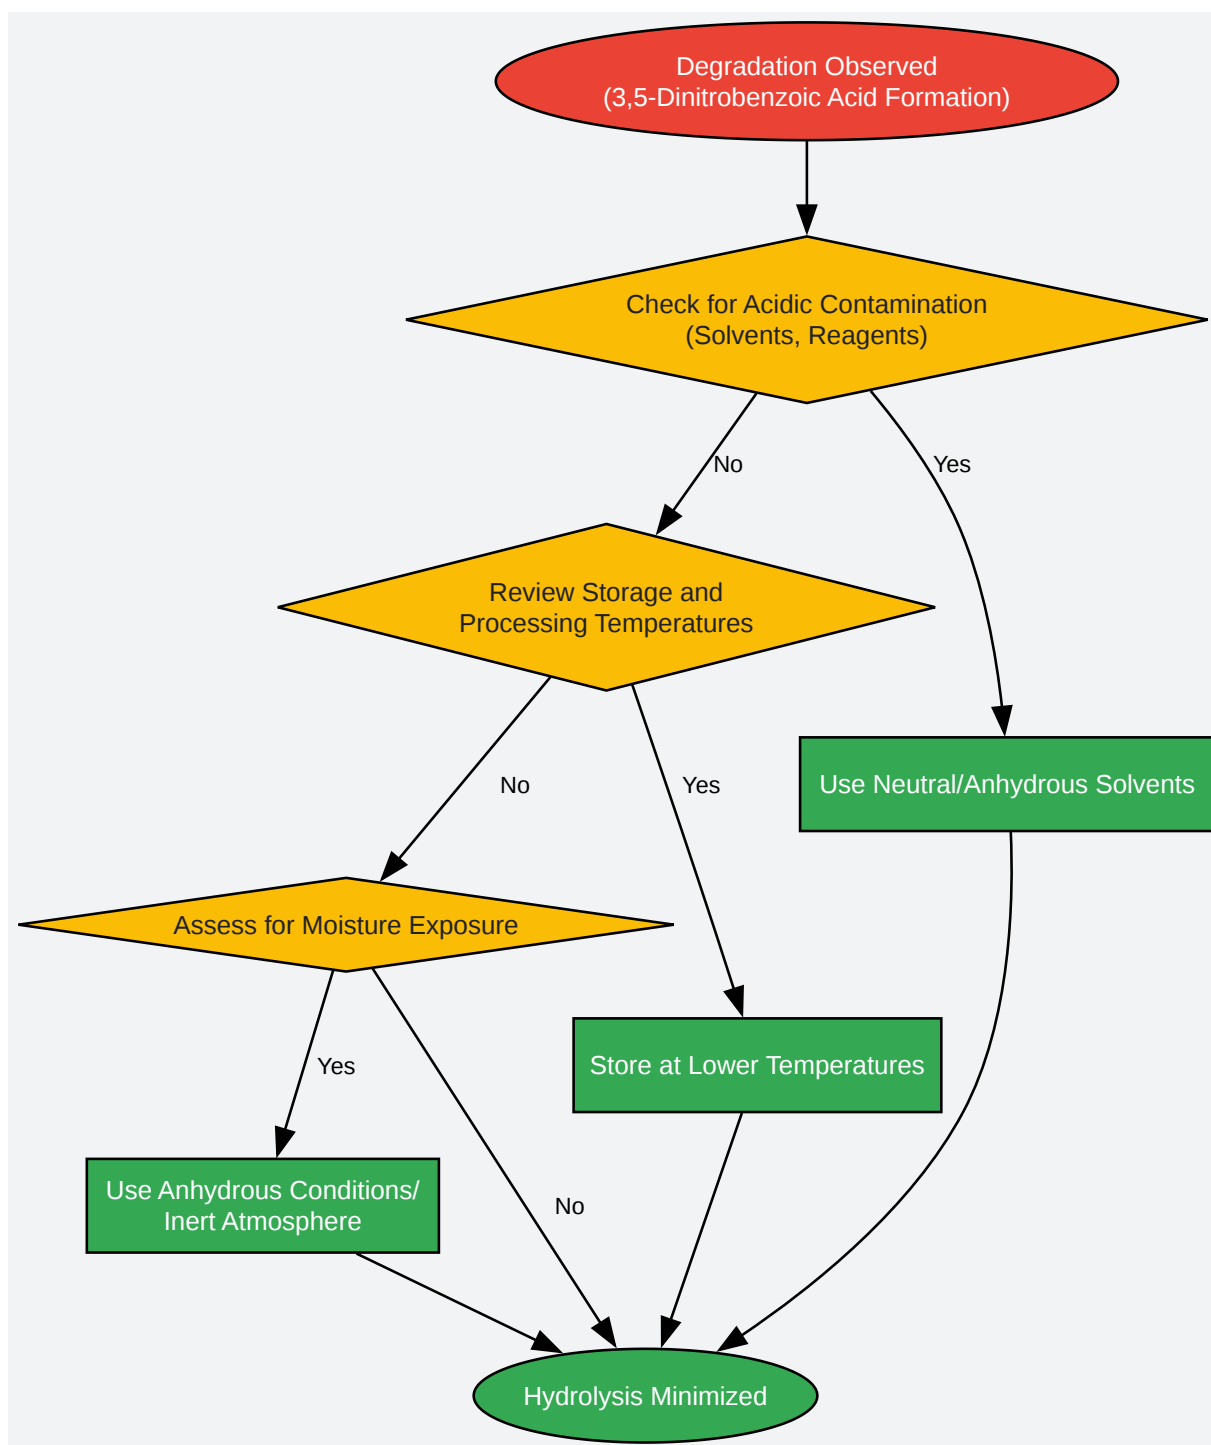 Degradation Observed
(3,5-Dinitrobenzoic Acid Formation)
Check for Acidic Contamination
(Solvents, Reagents)
No
Yes
Review Storage and
Processing Temperatures
No
Yes
Use Neutral/Anhydrous Solvents
Assess for Moisture Exposure
Yes
Store at Lower Temperatures
Use Anhydrous Conditions/
Inert Atmosphere
No
Hydrolysis Minimized